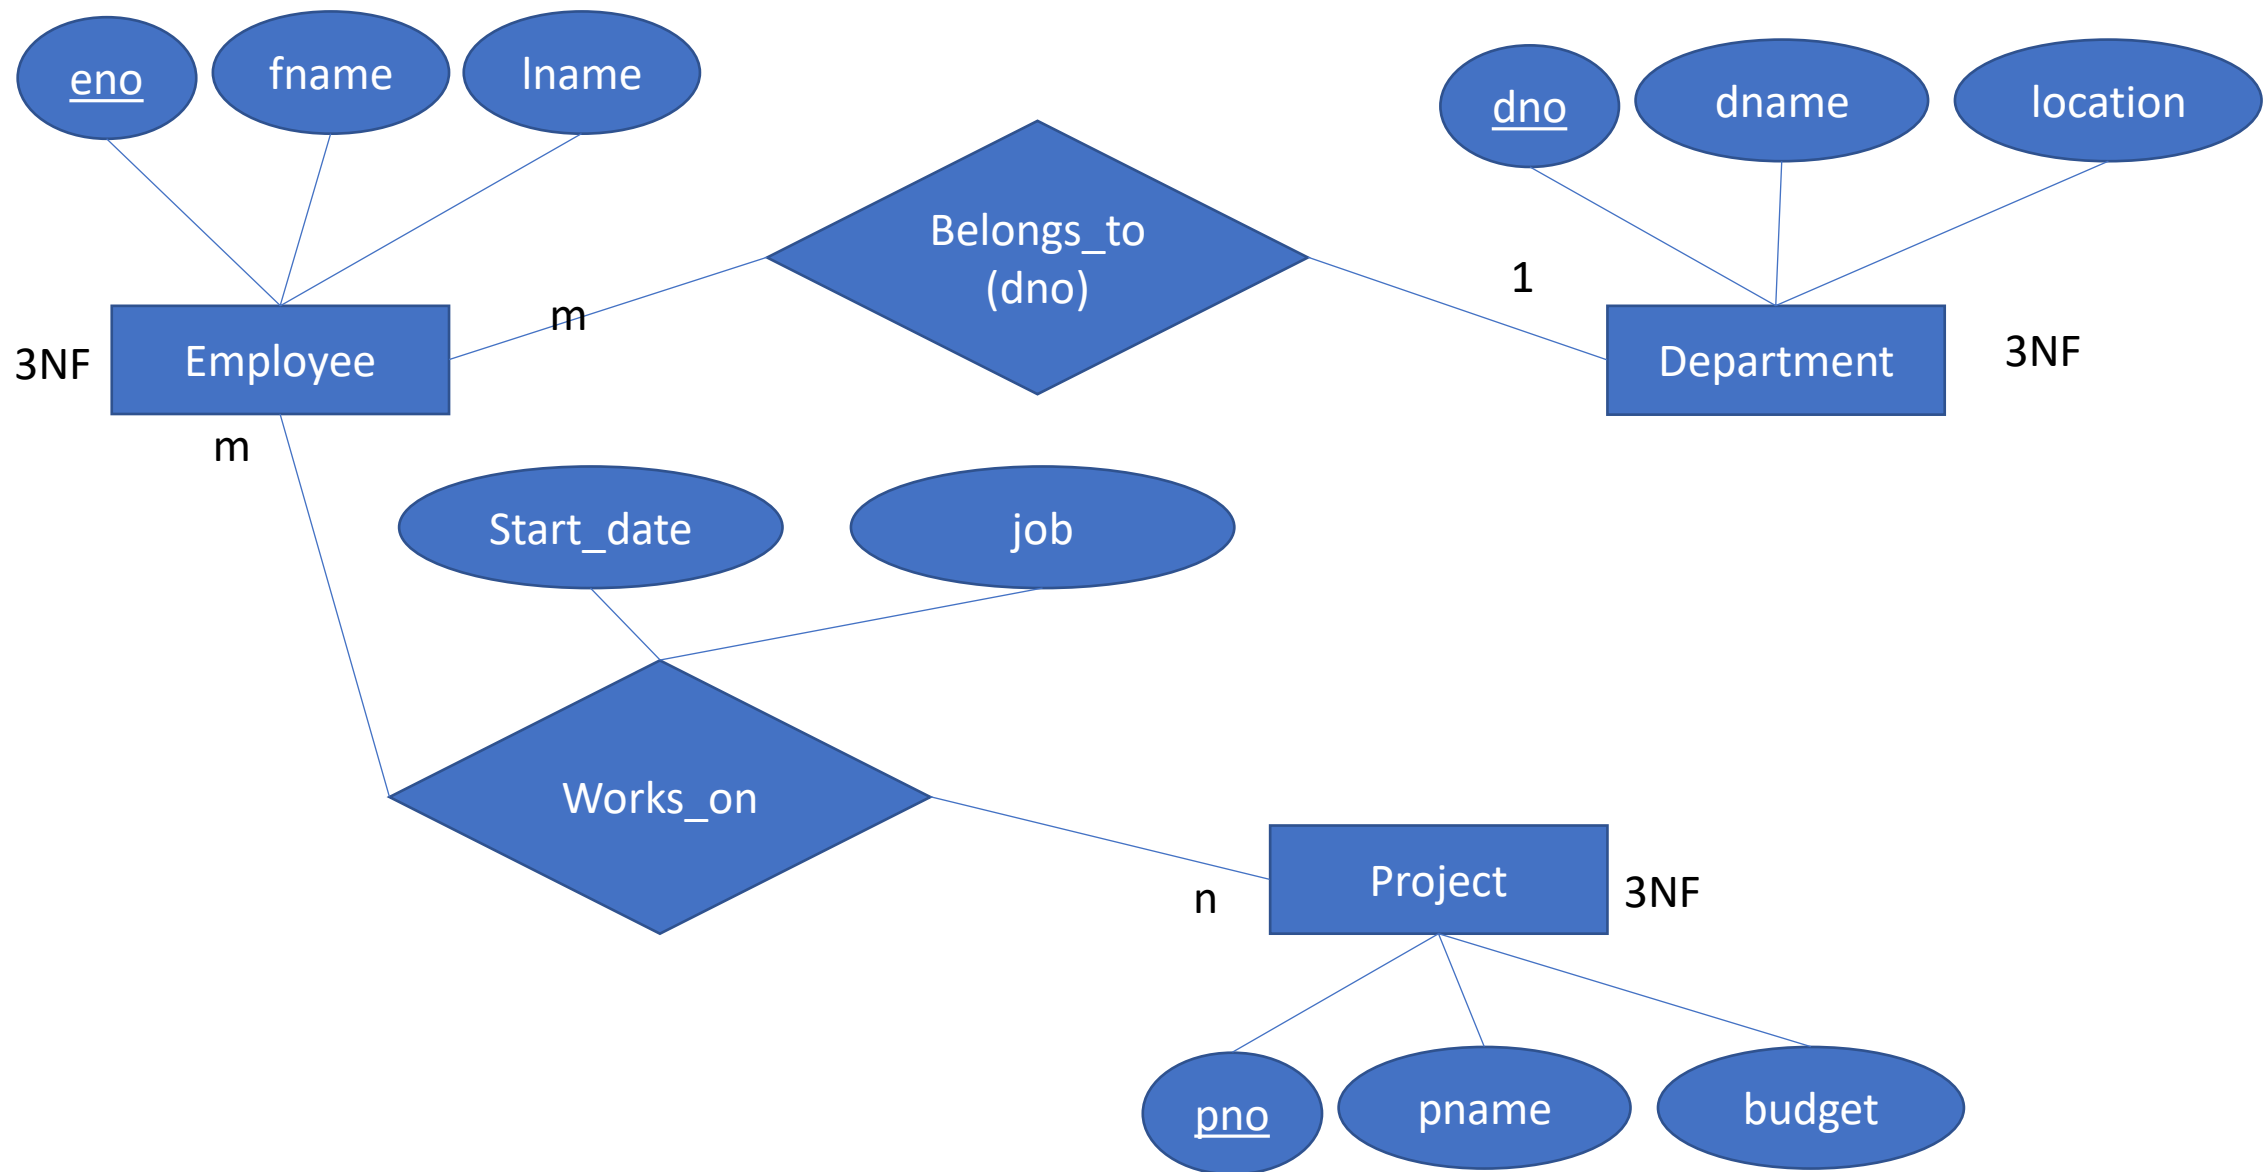 eno
fname
lname
dno
dname
location
Belongs_to
(dno)
m
1
3NF
Employee
Department
3NF
m
Start_date
job
Works_on
n
Project
3NF
pno
pname
budget